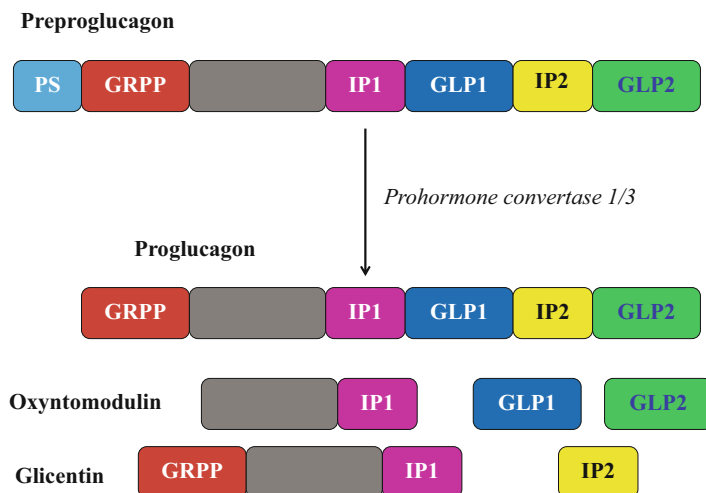 Preproglucagon
PS GRPP IP1 GLP1 IP2 GLP2
Prohormone convertase 1/3
Proglucagon
GRPP IP1 GLP1 IP2 GLP2
Oxyntomodulin IP1 GLP1 GLP2
Glicentin GRPP IP1 IP2